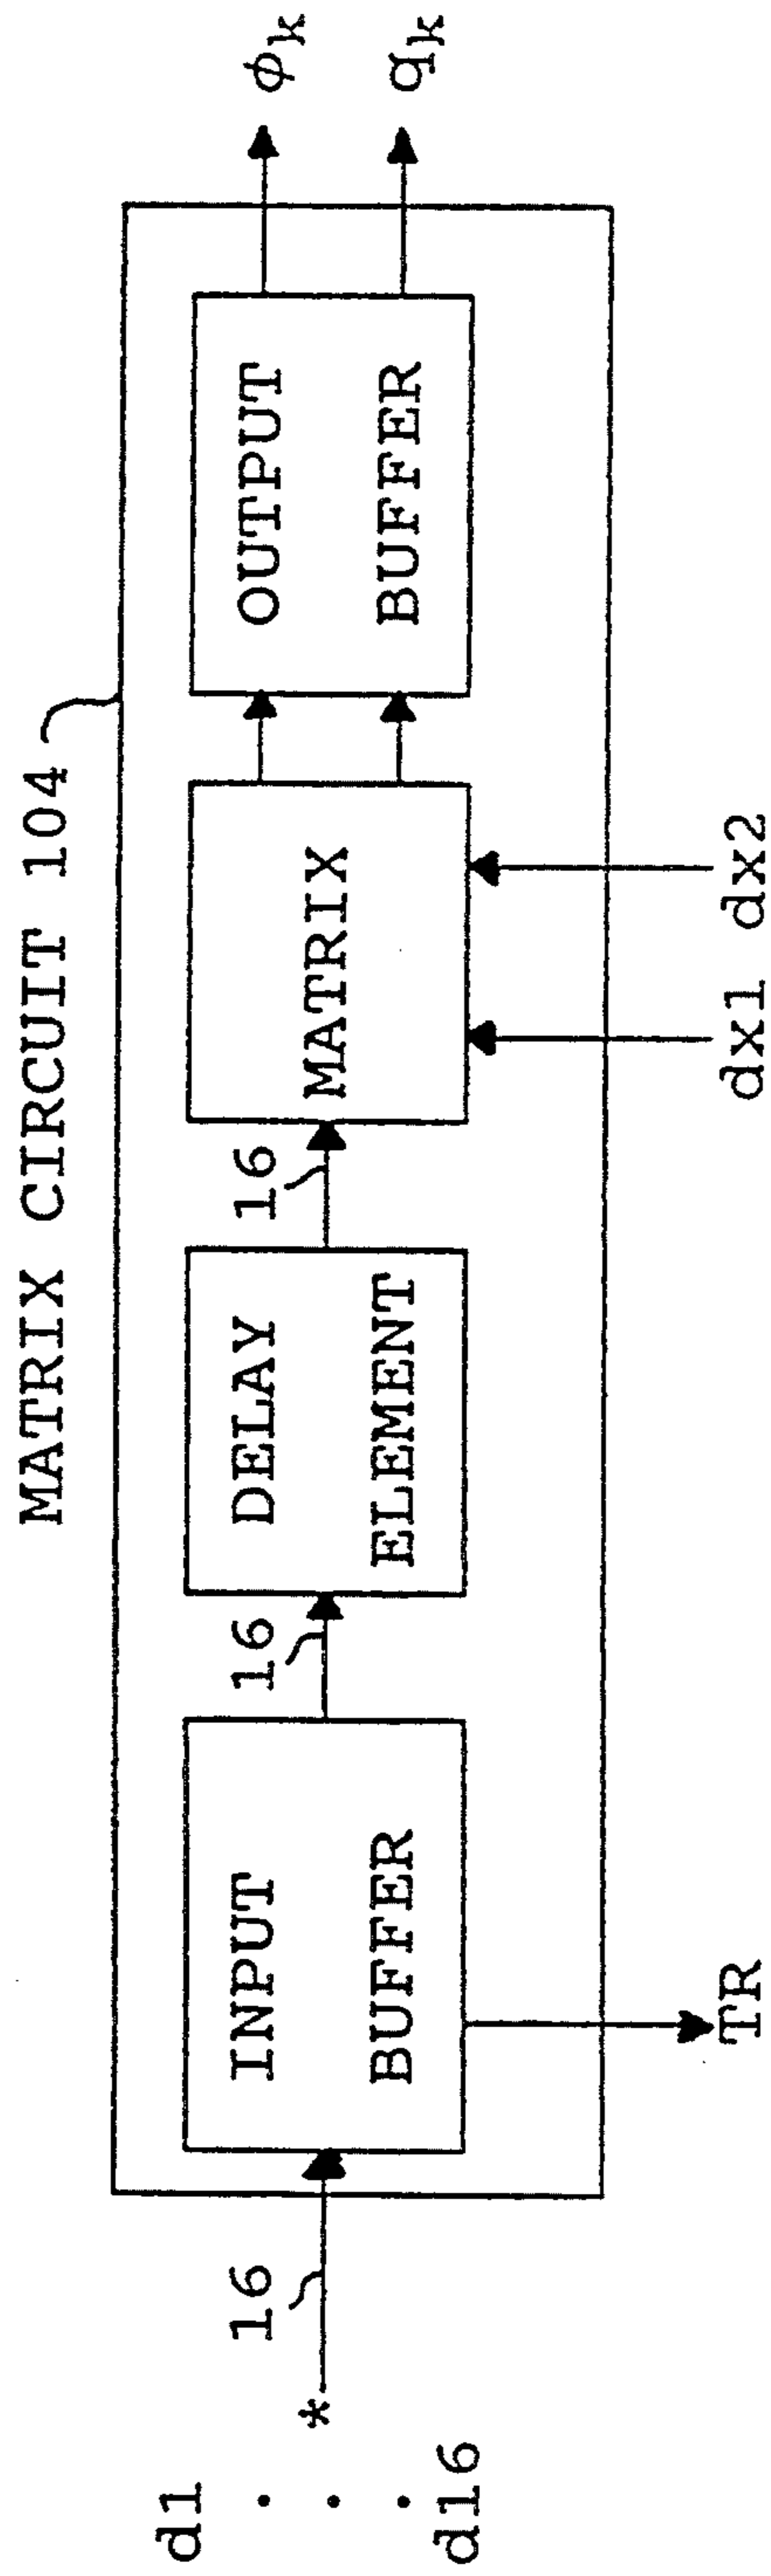 MATRIX CIRCUIT 104
d1
.
.
.
d16
*
16
INPUT
BUFFER
TR
16
DELAY
ELEMENT
16
MATRIX
dx1
dx2
OUTPUT
BUFFER
ϕk
qk